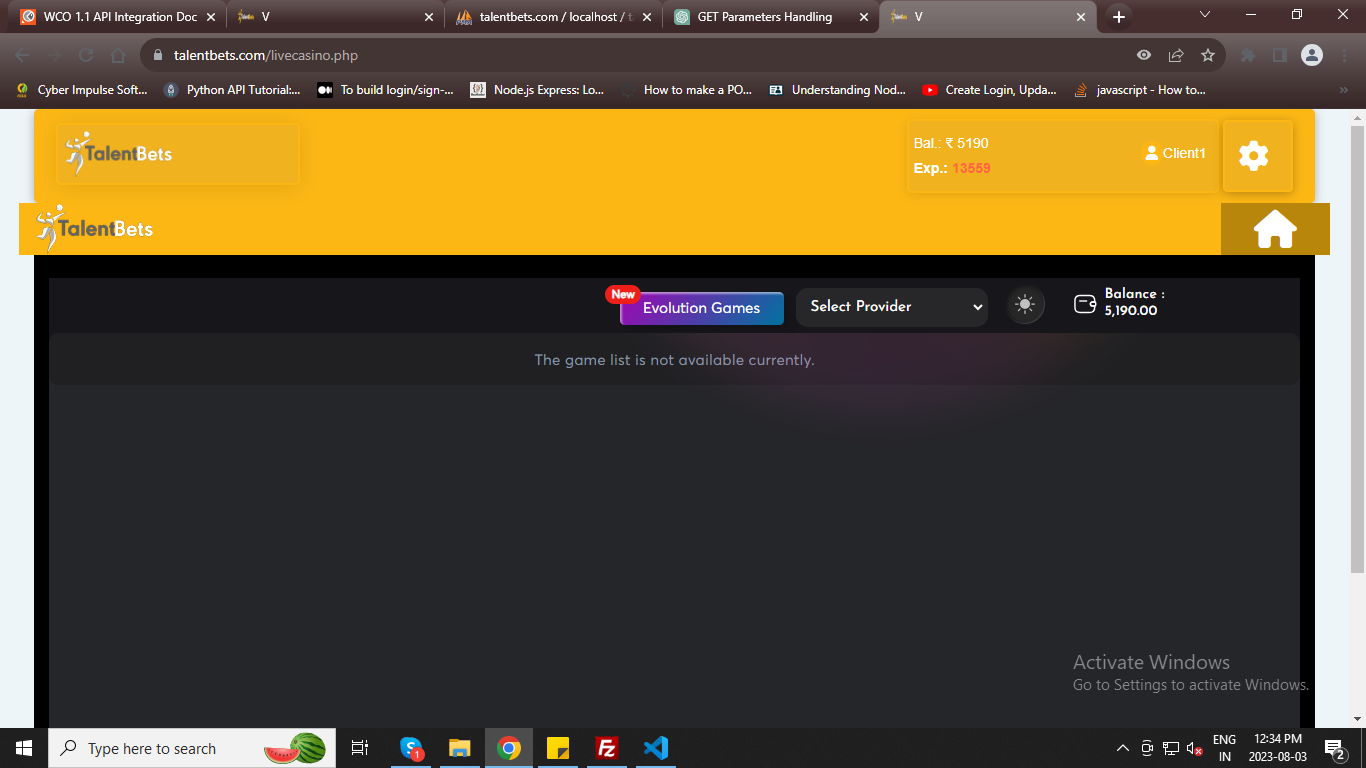 WCO 1.1 API Integration Doc
V
talentbets.com / localhost / t
GET Parameters Handling
V
talentbets.com/livecasino.php
Cyber Impulse Soft...
Python API Tutorial:...
To build login/sign-...
Node.js Express: Lo...
How to make a PO...
Understanding Nod...
Create Login, Upda...
javascript - How to...
TalentBets
Bal.: ₹ 5190
Exp.: 13559
Client1
TalentBets
New
Evolution Games
Select Provider
Balance :
5,190.00
The game list is not available currently.
Activate Windows
Go to Settings to activate Windows.
Type here to search
1
ENG
IN
12:34 PM
2023-08-03
2